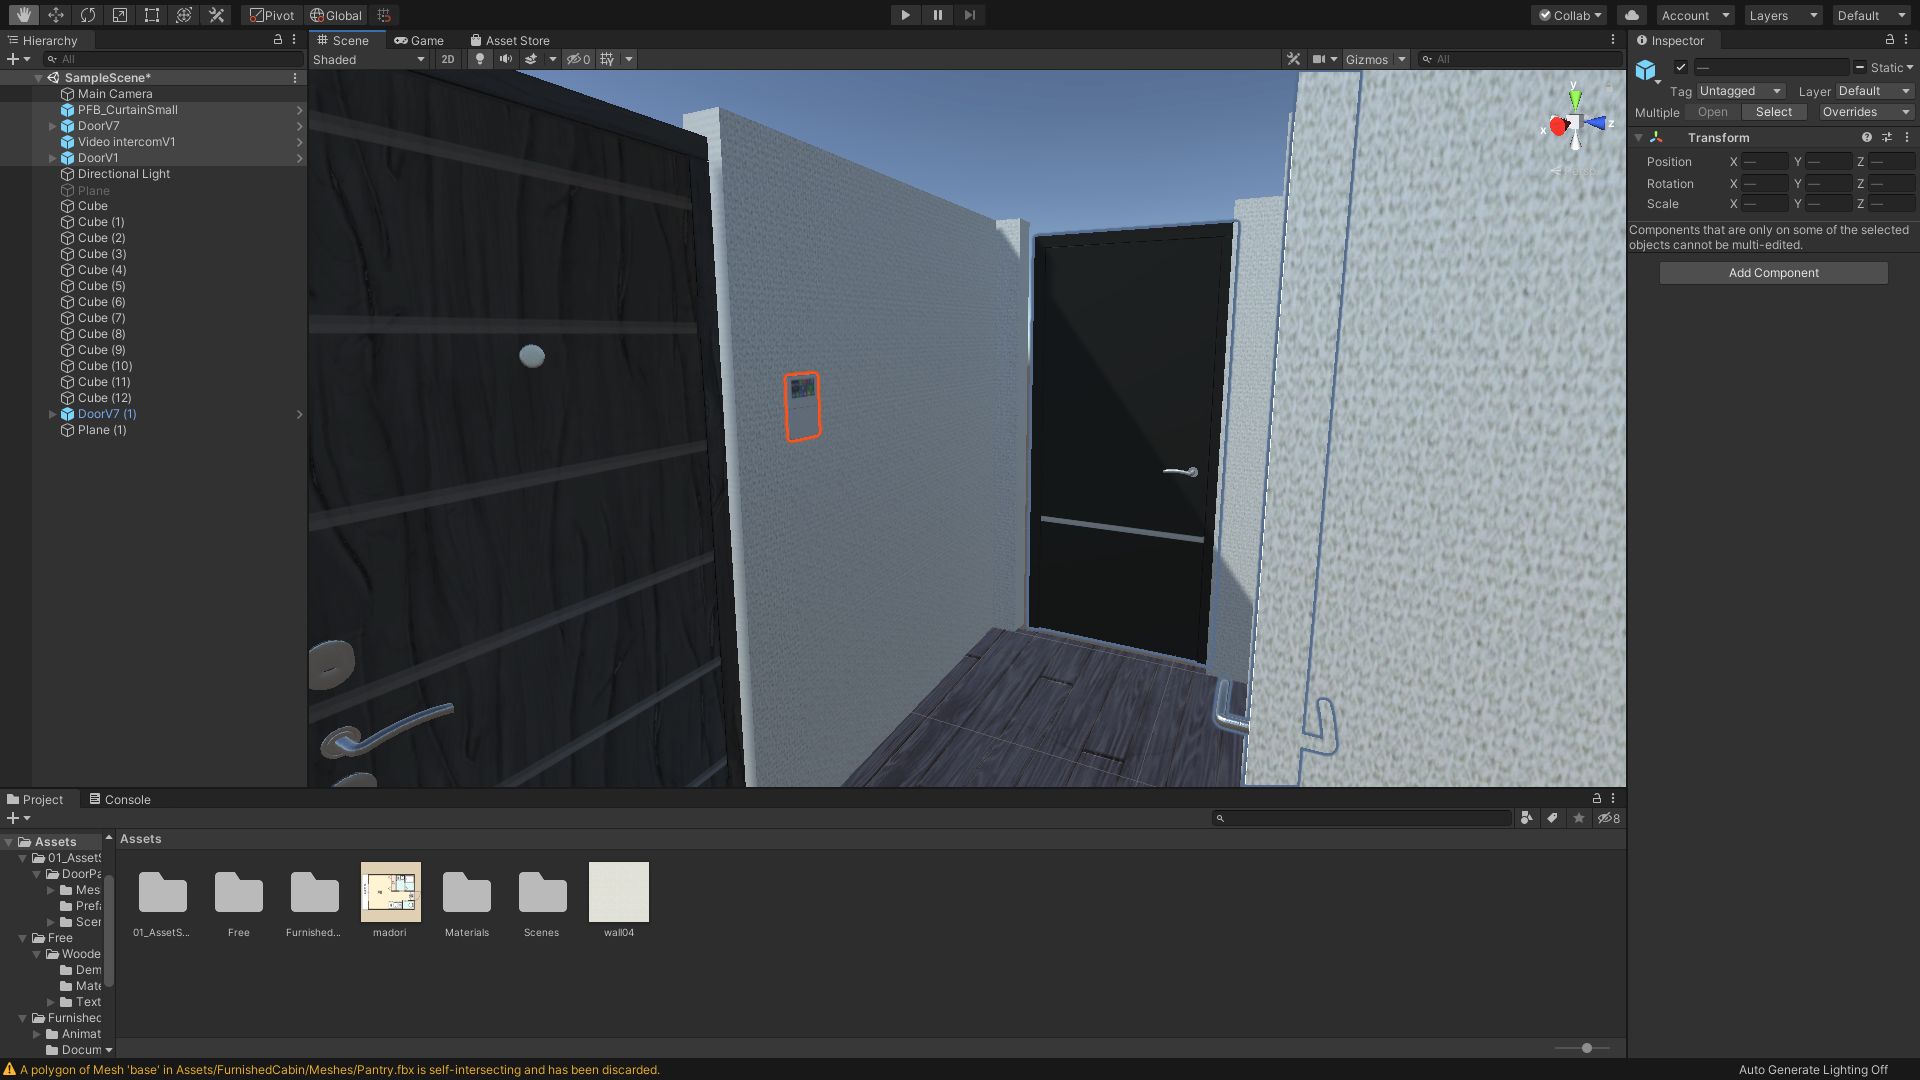 Pivot Global Collab Account Layers Default
Hierarchy
All
SampleScene*
Main Camera
PFB_CurtainSmall
DoorV7
Video intercomV1
DoorV1
Directional Light
Plane
Cube
Cube (1)
Cube (2)
Cube (3)
Cube (4)
Cube (5)
Cube (6)
Cube (7)
Cube (8)
Cube (9)
Cube (10)
Cube (11)
Cube (12)
DoorV7 (1)
Plane (1)
Scene Game Asset Store
Shaded 2D 0 Gizmos All
y
x z
Persp
Inspector
— Static
Tag Untagged Layer Default
Multiple Open Select Overrides
Transform
Position X — Y — Z —
Rotation X — Y — Z —
Scale X — Y — Z —
Components that are only on some of the selected
objects cannot be multi-edited.
Add Component
Project Console
8
Assets
01_AssetS
DoorPa
Mes
Prefa
Scer
Free
Woode
Dem
Mate
Text
Furnished
Animat
Docum
Assets
01_AssetS... Free Furnished... madori Materials Scenes wall04
A polygon of Mesh 'base' in Assets/FurnishedCabin/Meshes/Pantry.fbx is self-intersecting and has been discarded.
Auto Generate Lighting Off